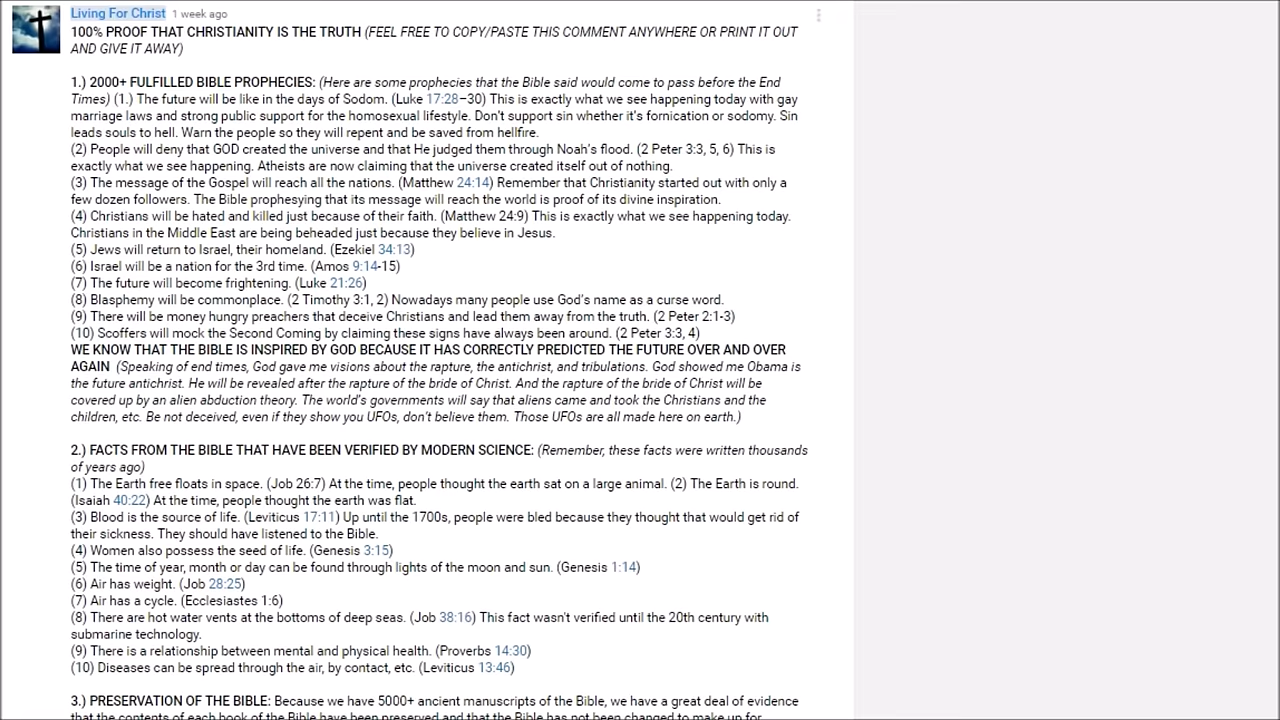 Living For Christ 1 week ago
100% PROOF THAT CHRISTIANITY IS THE TRUTH (FEEL FREE TO COPY/PASTE THIS COMMENT ANYWHERE OR PRINT IT OUT
AND GIVE IT AWAY)
1.) 2000+ FULFILLED BIBLE PROPHECIES: (Here are some prophecies that the Bible said would come to pass before the End
Times) (1.) The future will be like in the days of Sodom. (Luke 17:28–30) This is exactly what we see happening today with gay
marriage laws and strong public support for the homosexual lifestyle. Don't support sin whether it's fornication or sodomy. Sin
leads souls to hell. Warn the people so they will repent and be saved from hellfire.
(2) People will deny that GOD created the universe and that He judged them through Noah's flood. (2 Peter 3:3, 5, 6) This is
exactly what we see happening. Atheists are now claiming that the universe created itself out of nothing.
(3) The message of the Gospel will reach all the nations. (Matthew 24:14) Remember that Christianity started out with only a
few dozen followers. The Bible prophesying that its message will reach the world is proof of its divine inspiration.
(4) Christians will be hated and killed just because of their faith. (Matthew 24:9) This is exactly what we see happening today.
Christians in the Middle East are being beheaded just because they believe in Jesus.
(5) Jews will return to Israel, their homeland. (Ezekiel 34:13)
(6) Israel will be a nation for the 3rd time. (Amos 9:14-15)
(7) The future will become frightening. (Luke 21:26)
(8) Blasphemy will be commonplace. (2 Timothy 3:1, 2) Nowadays many people use God's name as a curse word.
(9) There will be money hungry preachers that deceive Christians and lead them away from the truth. (2 Peter 2:1-3)
(10) Scoffers will mock the Second Coming by claiming these signs have always been around. (2 Peter 3:3, 4)
WE KNOW THAT THE BIBLE IS INSPIRED BY GOD BECAUSE IT HAS CORRECTLY PREDICTED THE FUTURE OVER AND OVER
AGAIN (Speaking of end times, God gave me visions about the rapture, the antichrist, and tribulations. God showed me Obama is
the future antichrist. He will be revealed after the rapture of the bride of Christ. And the rapture of the bride of Christ will be
covered up by an alien abduction theory. The world's governments will say that aliens came and took the Christians and the
children, etc. Be not deceived, even if they show you UFOs, don't believe them. Those UFOs are all made here on earth.)
2.) FACTS FROM THE BIBLE THAT HAVE BEEN VERIFIED BY MODERN SCIENCE: (Remember, these facts were written thousands
of years ago)
(1) The Earth free floats in space. (Job 26:7) At the time, people thought the earth sat on a large animal. (2) The Earth is round.
(Isaiah 40:22) At the time, people thought the earth was flat.
(3) Blood is the source of life. (Leviticus 17:11) Up until the 1700s, people were bled because they thought that would get rid of
their sickness. They should have listened to the Bible.
(4) Women also possess the seed of life. (Genesis 3:15)
(5) The time of year, month or day can be found through lights of the moon and sun. (Genesis 1:14)
(6) Air has weight. (Job 28:25)
(7) Air has a cycle. (Ecclesiastes 1:6)
(8) There are hot water vents at the bottoms of deep seas. (Job 38:16) This fact wasn't verified until the 20th century with
submarine technology.
(9) There is a relationship between mental and physical health. (Proverbs 14:30)
(10) Diseases can be spread through the air, by contact, etc. (Leviticus 13:46)
3.) PRESERVATION OF THE BIBLE: Because we have 5000+ ancient manuscripts of the Bible, we have a great deal of evidence
that the contents of each book of the Bible have been preserved and that the Bible has not been changed to make up for